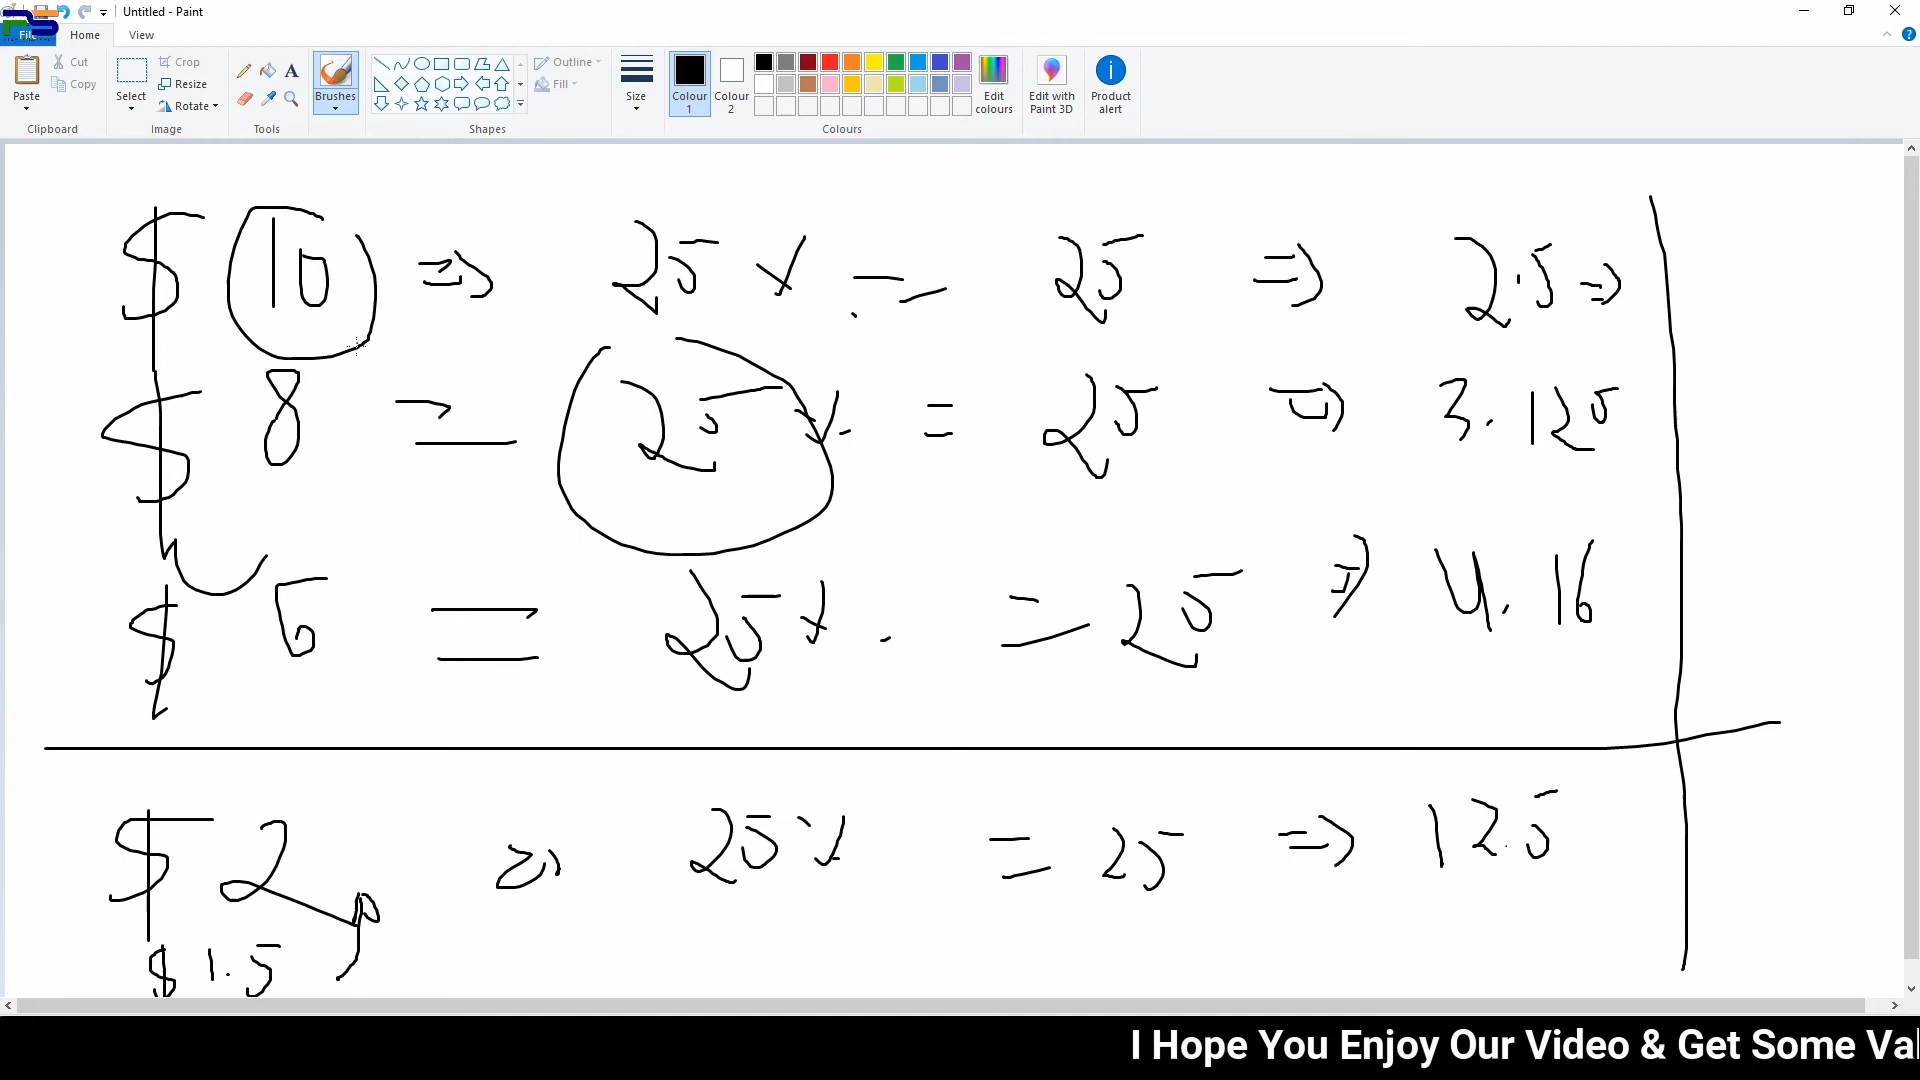 Untitled - Paint
File Home View
Paste Cut Copy Clipboard
Select Crop Resize Rotate Image
Tools
Brushes
Shapes Outline Fill
Size
Colour 1 Colour 2 Edit colours Colours
Edit with Paint 3D
Product alert
$ 10 => 25 % = 25 => 2.5 =>
$ 8 = 25 % = 25 => 3.125
$ 6 = 25 % = 25 => 4.16
$ 2 => 25 % = 25 => 12.5
$ 1.5
I Hope You Enjoy Our Video & Get Some Val